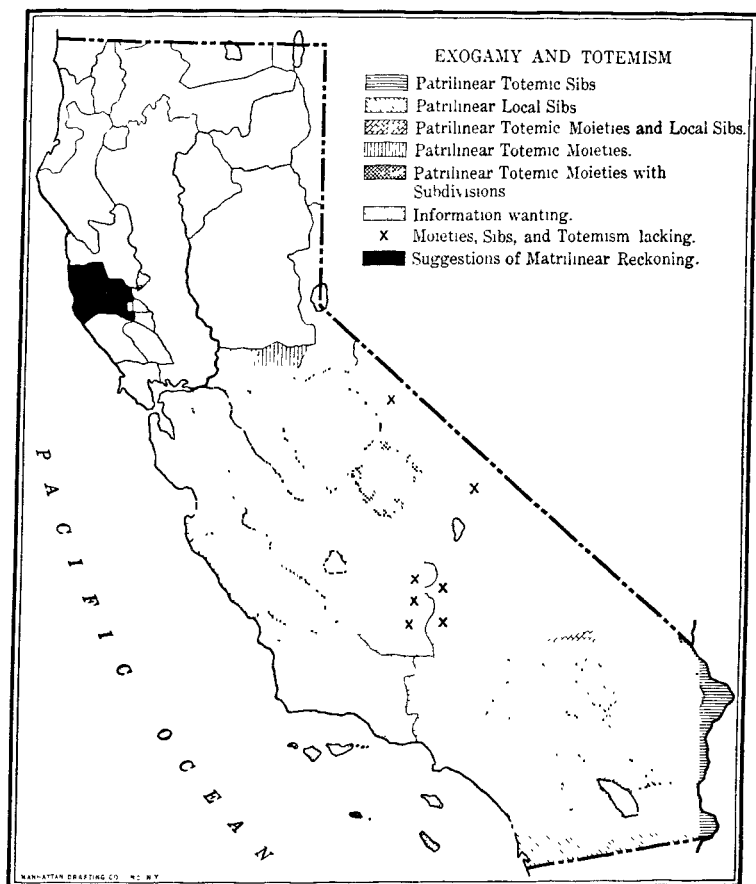 EXOGAMY AND TOTEMISM
Patrilinear Totemic Sibs
Patrilinear Local Sibs
Patrilinear Totemic Moieties and Local Sibs.
Patrilinear Totemic Moieties.
Patrilinear Totemic Moieties with
Subdivisions
Information wanting.
x Moieties, Sibs, and Totemism lacking.
Suggestions of Matrilinear Reckoning.
x
x
x
x
x
x
x
PACIFIC OCEAN
MANHATTAN DRAFTING CO. N.Y.